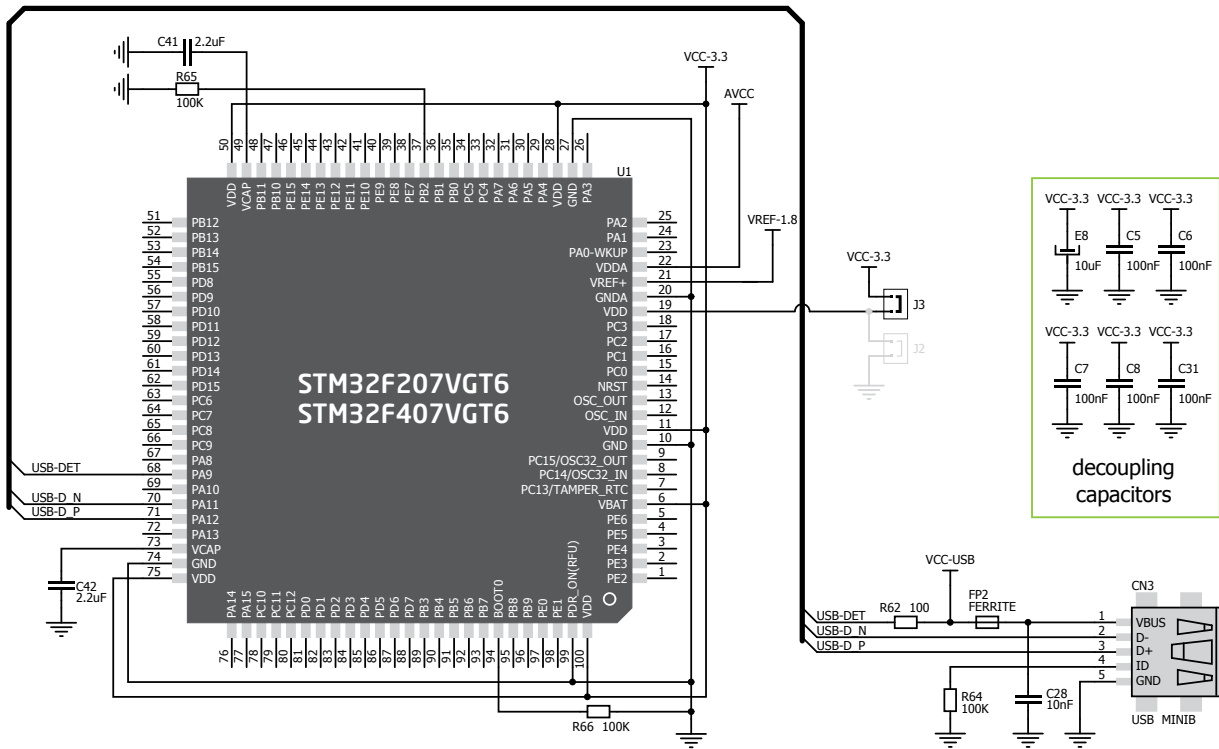 C41 2.2uF
R65
100K
VCC-3.3
AVCC
50 49 48 47 46 45 44 43 42 41 40 39 38 37 36 35 34 33 32 31 30 29 28 27 26
U1
VDD VCAP PB11 PB10 PE15 PE14 PE13 PE12 PE11 PE10 PE9 PE8 PE7 PB2 PB1 PB0 PC5 PC4 PA7 PA6 PA5 PA4 VDD GND PA3
51 PB12
52 PB13
53 PB14
54 PB15
55 PD8
56 PD9
57 PD10
58 PD11
59 PD12
60 PD13
61 PD14
62 PD15
63 PC6
64 PC7
65 PC8
66 PC9
67 PA8
USB-DET 68 PA9
69 PA10
USB-D_N 70 PA11
USB-D_P 71 PA12
72 PA13
73 VCAP
74 GND
75 VDD
C42
2.2uF
STM32F207VGT6
STM32F407VGT6
PA2 25
PA1 24
PA0-WKUP 23
VDDA 22
VREF+ 21
GNDA 20
VDD 19
PC3 18
PC2 17
PC1 16
PC0 15
NRST 14
OSC_OUT 13
OSC_IN 12
VDD 11
GND 10
PC15/OSC32_OUT 9
PC14/OSC32_IN 8
PC13/TAMPER_RTC 7
VBAT 6
PE6 5
PE5 4
PE4 3
PE3 2
PE2 1
VREF-1.8
VCC-3.3
J3
J2
PA14 PA15 PC10 PC11 PC12 PD0 PD1 PD2 PD3 PD4 PD5 PD6 PD7 PB3 PB4 PB5 PB6 PB7 BOOT0 PB8 PB9 PE0 PE1 PDR_ON(RFU) VDD
76 77 78 79 80 81 82 83 84 85 86 87 88 89 90 91 92 93 94 95 96 97 98 99 100
R66 100K
VCC-3.3 VCC-3.3 VCC-3.3
E8 C5 C6
10uF 100nF 100nF
VCC-3.3 VCC-3.3 VCC-3.3
C7 C8 C31
100nF 100nF 100nF
decoupling
capacitors
VCC-USB
CN3
FP2
FERRITE
USB-DET R62 100
USB-D_N
USB-D_P
1 VBUS
2 D-
3 D+
4 ID
5 GND
R64
100K
C28
10nF
USB MINIB